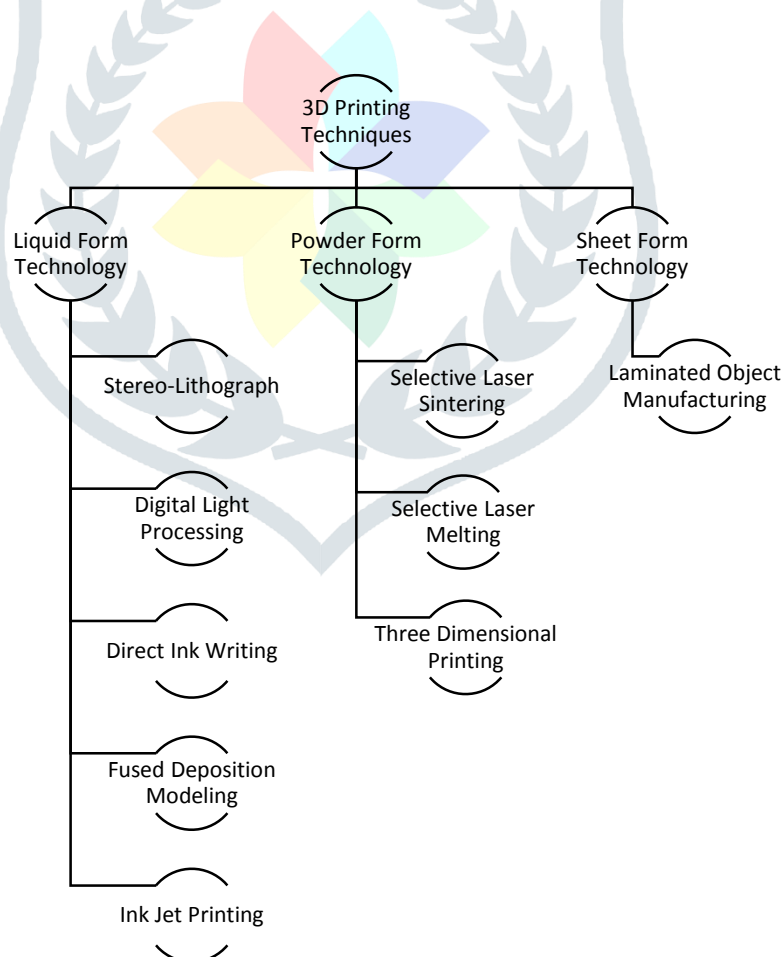 3D Printing
Techniques
Liquid Form
Technology
Powder Form
Technology
Sheet Form
Technology
Stereo-Lithograph
Digital Light
Processing
Direct Ink Writing
Fused Deposition
Modeling
Ink Jet Printing
Selective Laser
Sintering
Selective Laser
Melting
Three Dimensional
Printing
Laminated Object
Manufacturing